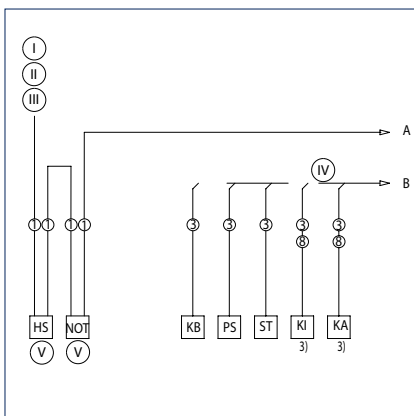 I
II
III
A
IV
B
1 1 1 1 3 3 3 3 3
8 8
HS NOT KB PS ST KI KA
V V 3) 3)